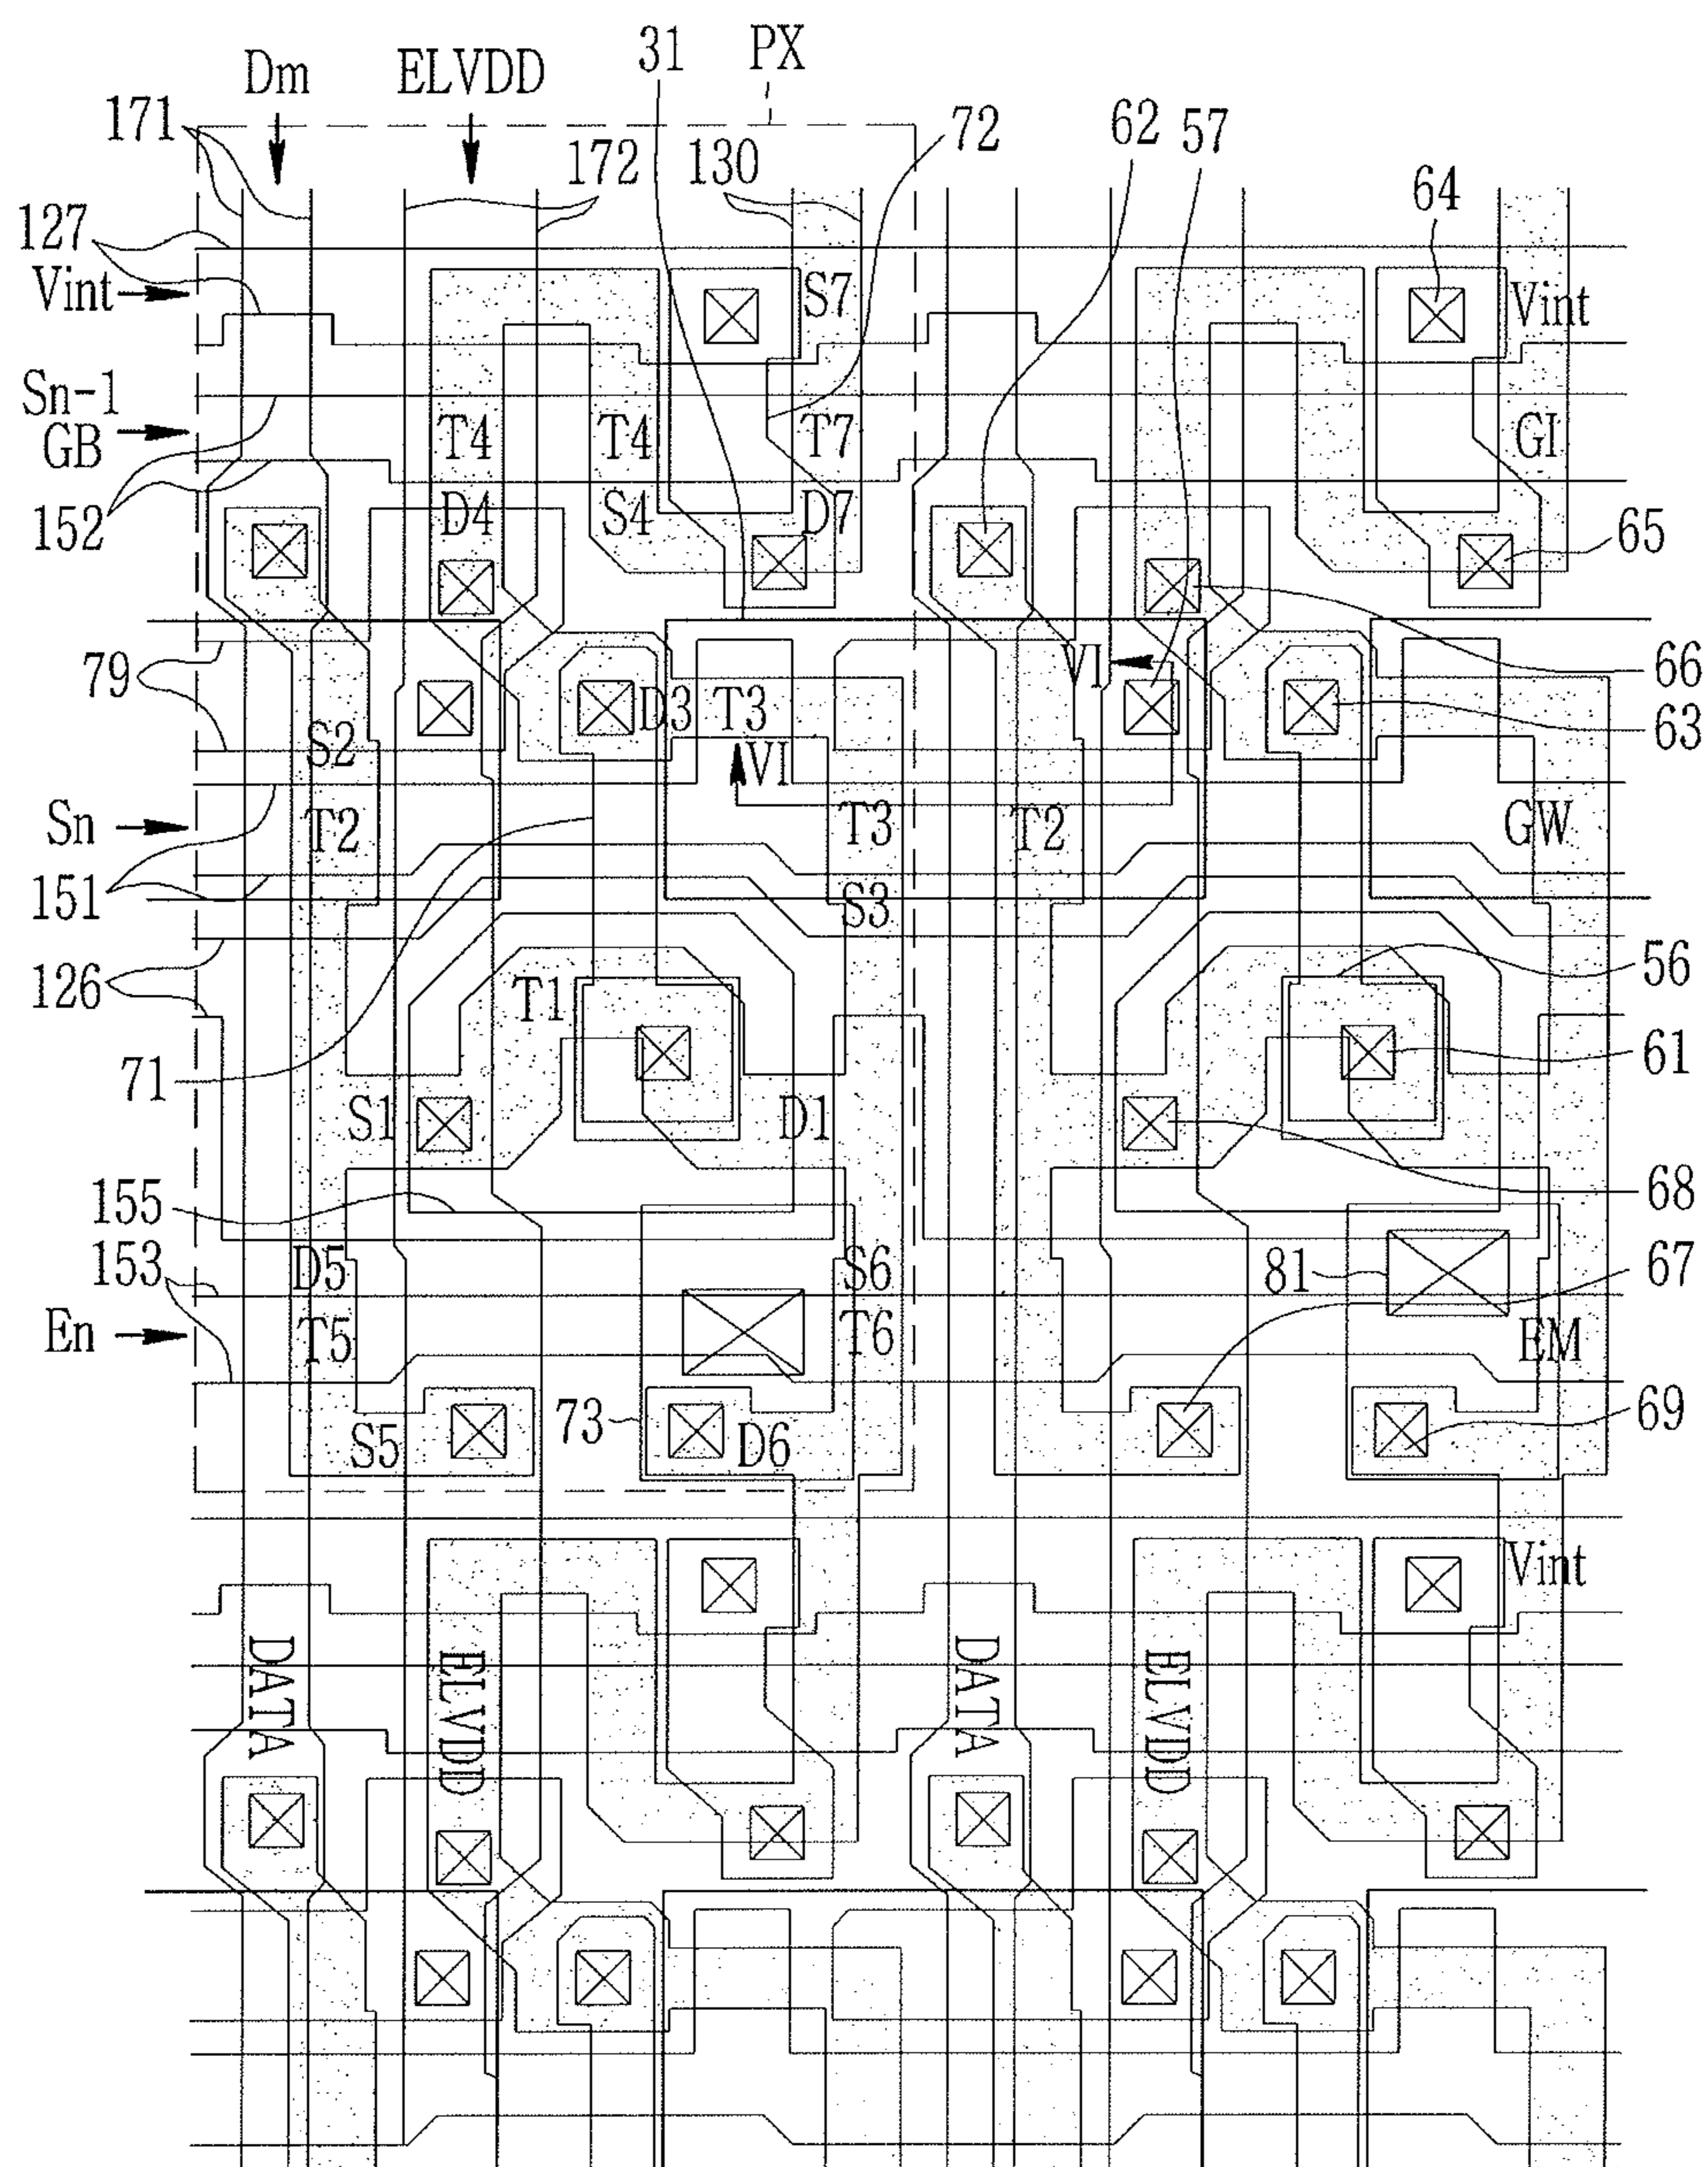 31 PX
Dm ELVDD
171 172 130 72 62 57
64
127
Vint S7 Vint
Sn-1
GB T4 T4 T7 GI
152 D4 S4 D7 65
79 VI 66
S2 D3 T3 VI 63
Sn T2 T3 T2 GW
151 S3
126 T1 56
71 S1 D1 61
155 68
153 D5 S6 81 67
En T5 T6 EM
S5 73 D6 69
Vint
DATA ELVDD DATA ELVDD